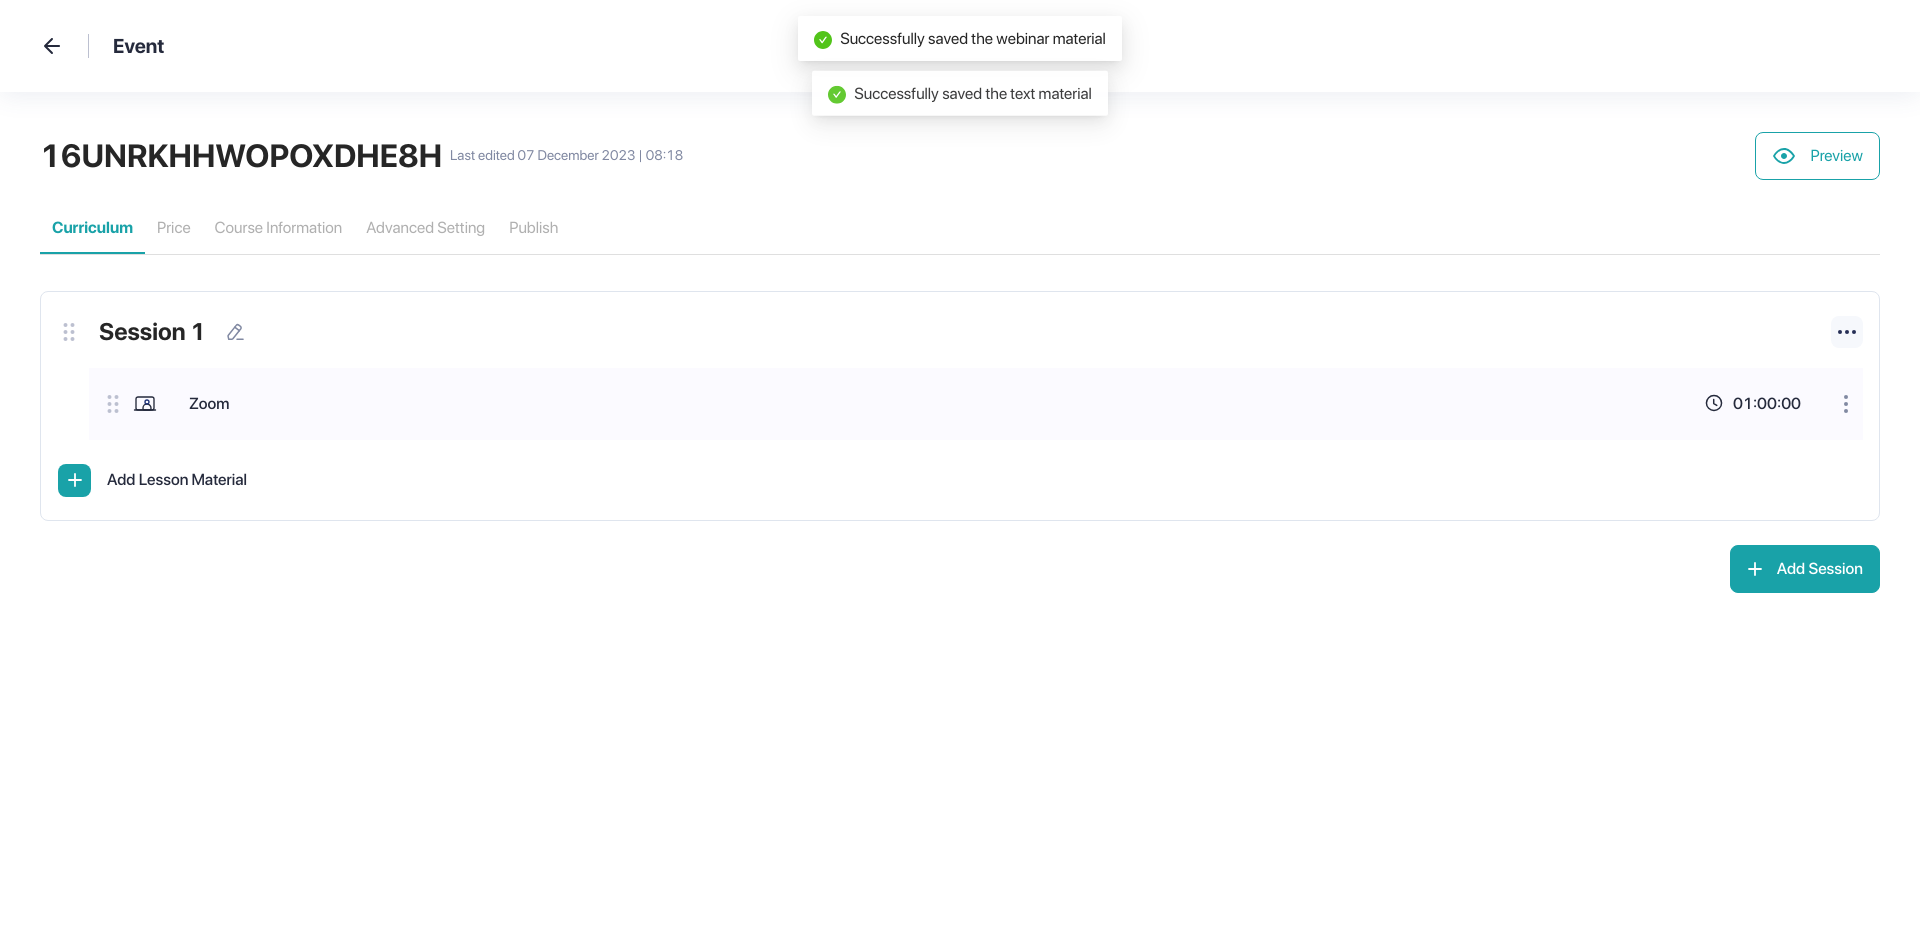 Event
Successfully saved the webinar material
Successfully saved the text material
16UNRKHHWOPOXDHE8H Last edited 07 December 2023 | 08:18
Preview
Curriculum Price Course Information Advanced Setting Publish
Session 1
Zoom 01:00:00
Add Lesson Material
Add Session